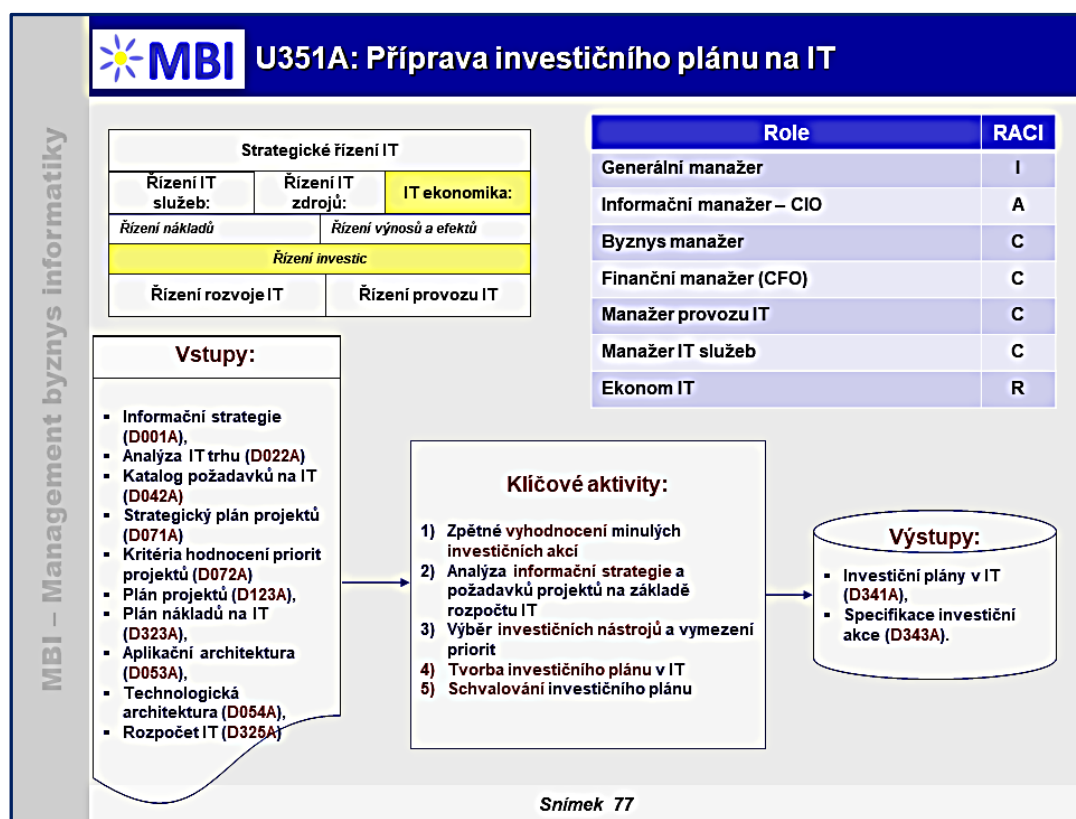 MBI
U351A: Příprava investičního plánu na IT
MBI – Management byznys informatiky
Strategické řízení IT
Řízení IT
služeb:
Řízení IT
zdrojů:
IT ekonomika:
Řízení nákladů
Řízení výnosů a efektů
Řízení investic
Řízení rozvoje IT
Řízení provozu IT
Role RACI
Generální manažer I
Informační manažer – CIO A
Byznys manažer C
Finanční manažer (CFO) C
Manažer provozu IT C
Manažer IT služeb C
Ekonom IT R
Vstupy:
▪ Informační strategie
(D001A),
▪ Analýza IT trhu (D022A)
▪ Katalog požadavků na IT
(D042A)
▪ Strategický plán projektů
(D071A)
▪ Kritéria hodnocení priorit
projektů (D072A)
▪ Plán projektů (D123A),
▪ Plán nákladů na IT
(D323A),
▪ Aplikační architektura
(D053A),
▪ Technologická
architektura (D054A),
▪ Rozpočet IT (D325A)
Klíčové aktivity:
1) Zpětné vyhodnocení minulých
investičních akcí
2) Analýza informační strategie a
požadavků projektů na základě
rozpočtu IT
3) Výběr investičních nástrojů a vymezení
priorit
4) Tvorba investičního plánu v IT
5) Schvalování investičního plánu
Výstupy:
▪ Investiční plány v IT
(D341A),
▪ Specifikace investiční
akce (D343A).
Snímek 77